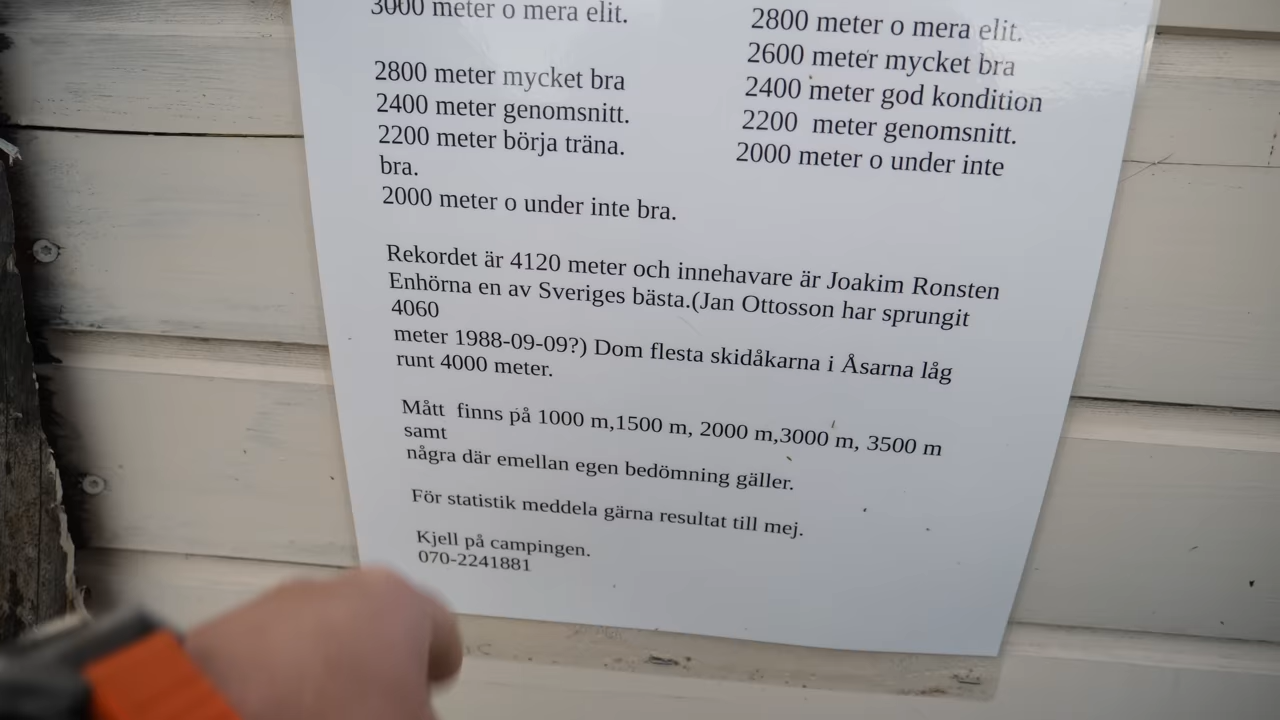 3000 meter o mera elit.
2800 meter mycket bra
2400 meter genomsnitt.
2200 meter börja träna.
bra.
2000 meter o under inte bra.
2800 meter o mera elit.
2600 meter mycket bra
2400 meter god kondition
2200 meter genomsnitt.
2000 meter o under inte
Rekordet är 4120 meter och innehavare är Joakim Ronsten
Enhörna en av Sveriges bästa.(Jan Ottosson har sprungit
4060
meter 1988-09-09?) Dom flesta skidåkarna i Åsarna låg
runt 4000 meter.
Mått finns på 1000 m,1500 m, 2000 m,3000 m, 3500 m
samt
några där emellan egen bedömning gäller.
För statistik meddela gärna resultat till mej.
Kjell på campingen.
070-2241881